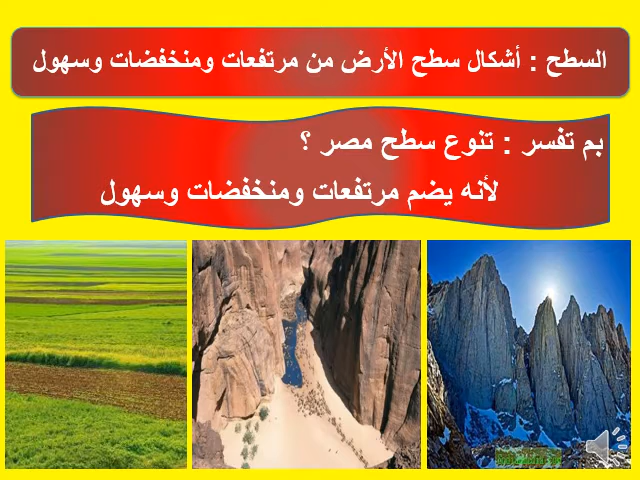 السطح : أشكال سطح الأرض من مرتفعات ومنخفضات وسهول
بم تفسر : تنوع سطح مصر ؟
لأنه يضم مرتفعات ومنخفضات وسهول